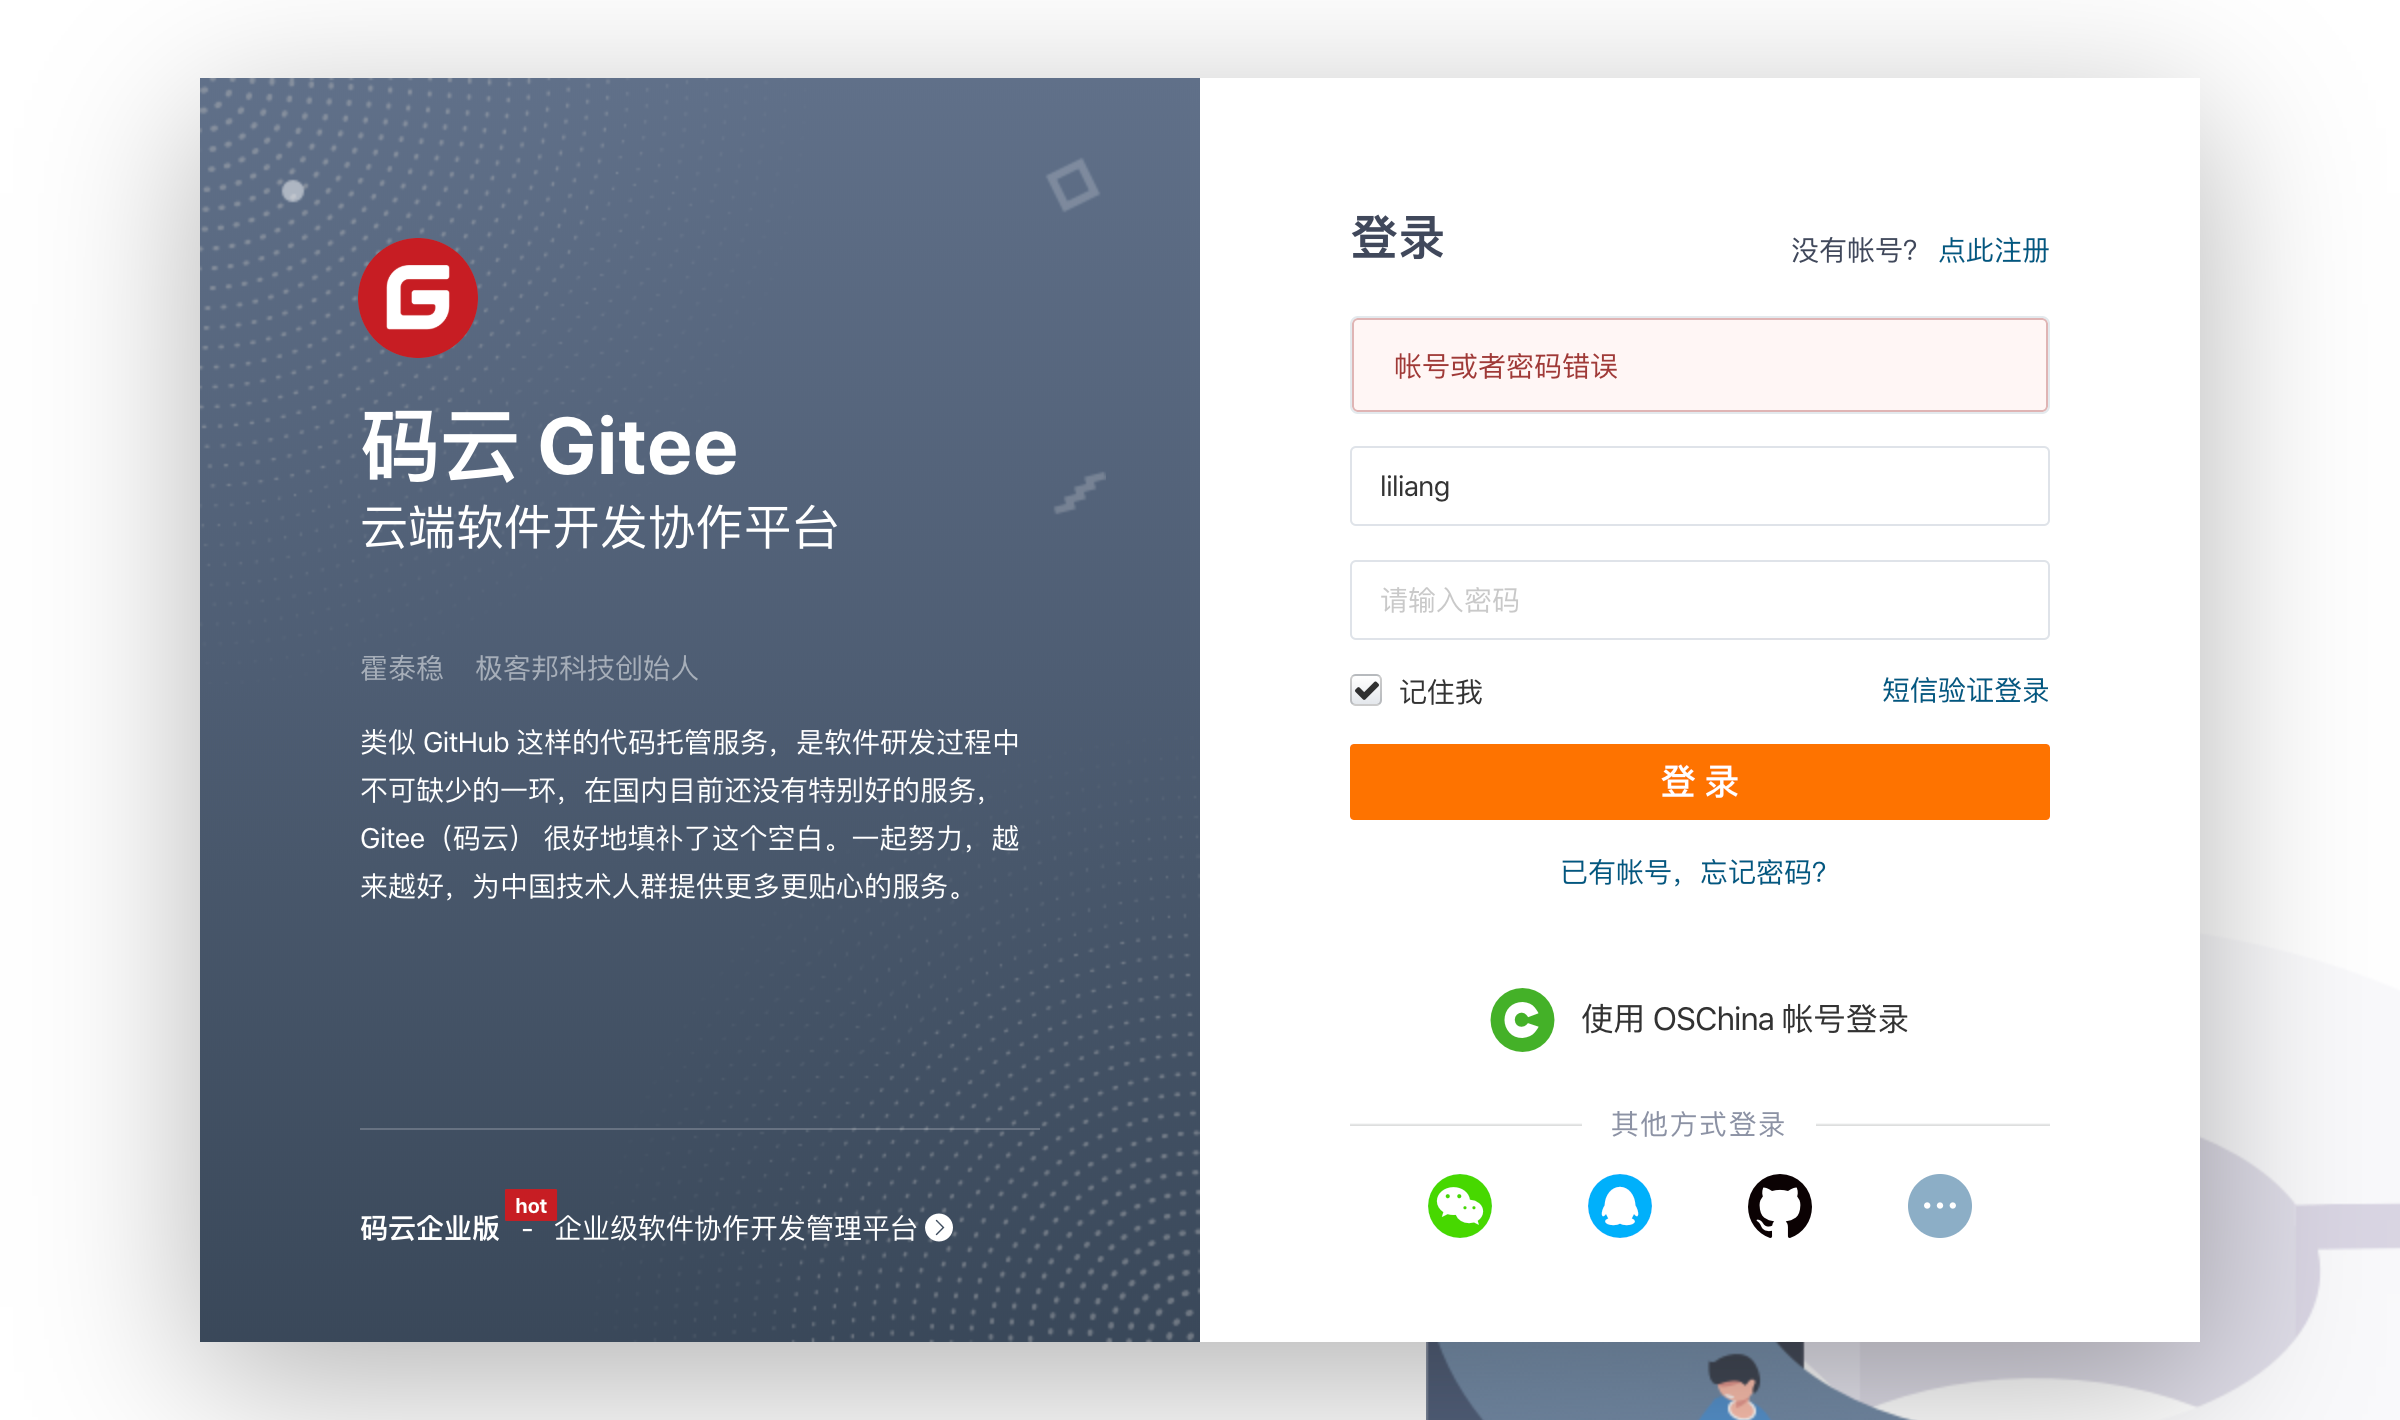 码云 Gitee
云端软件开发协作平台
霍泰稳 极客邦科技创始人
类似 GitHub 这样的代码托管服务，是软件研发过程中
不可缺少的一环，在国内目前还没有特别好的服务，
Gitee（码云） 很好地填补了这个空白。一起努力，越
来越好，为中国技术人群提供更多更贴心的服务。
hot
码云企业版 - 企业级软件协作开发管理平台
登录
没有帐号? 点此注册
帐号或者密码错误
liliang
请输入密码
记住我 短信验证登录
登 录
已有帐号，忘记密码?
使用 OSChina 帐号登录
其他方式登录